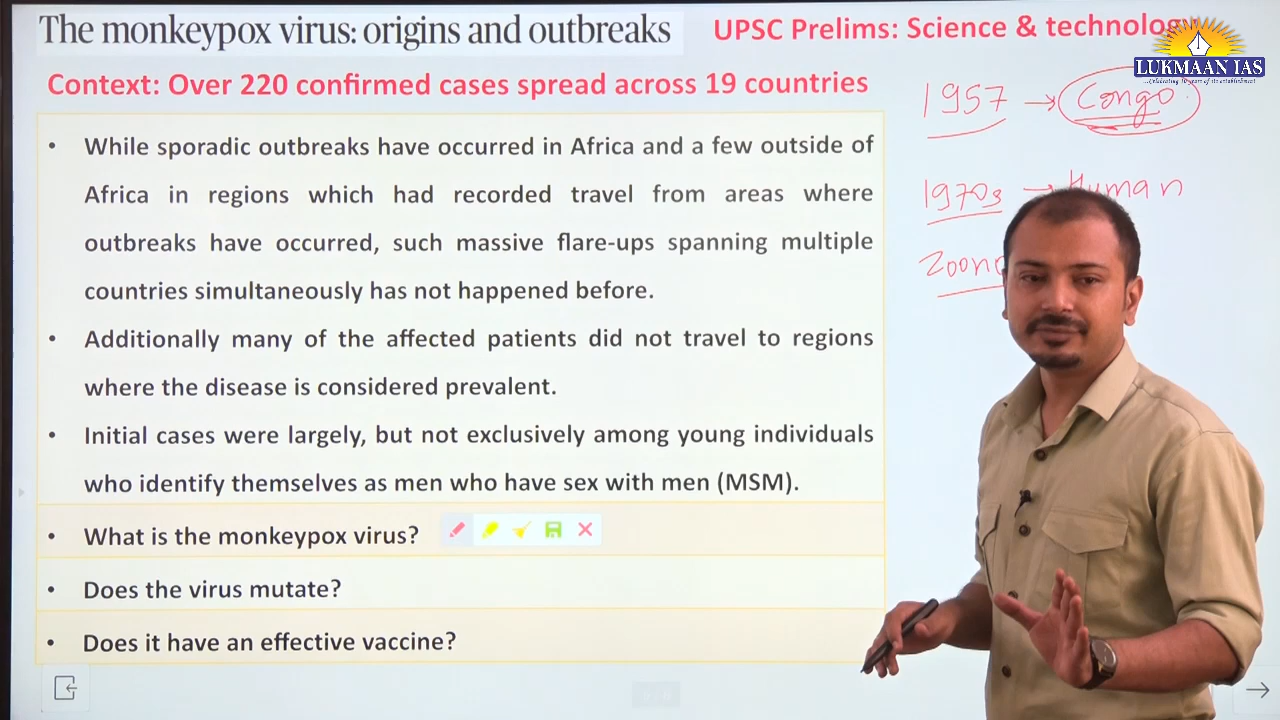 The monkeypox virus: origins and outbreaks
UPSC Prelims: Science & technology
LUKMAAN IAS
Context: Over 220 confirmed cases spread across 19 countries
1957 → Congo
• While sporadic outbreaks have occurred in Africa and a few outside of
Africa in regions which had recorded travel from areas where
outbreaks have occurred, such massive flare-ups spanning multiple
countries simultaneously has not happened before.
1970s → Human
• Additionally many of the affected patients did not travel to regions
where the disease is considered prevalent.
• Initial cases were largely, but not exclusively among young individuals
who identify themselves as men who have sex with men (MSM).
• What is the monkeypox virus?
• Does the virus mutate?
• Does it have an effective vaccine?